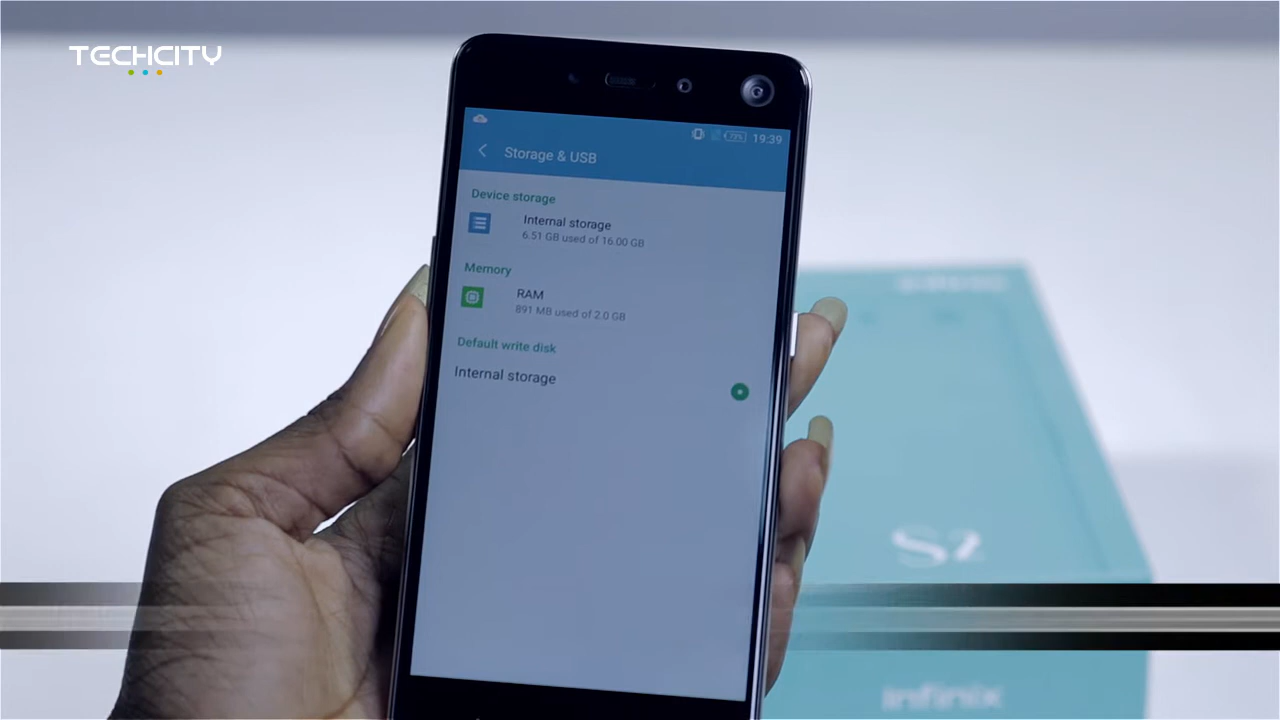 TECHCITY
73%
19:39
Storage & USB
Device storage
Internal storage
6.51 GB used of 16.00 GB
Memory
RAM
891 MB used of 2.0 GB
Default write disk
Internal storage
S2
Infinix